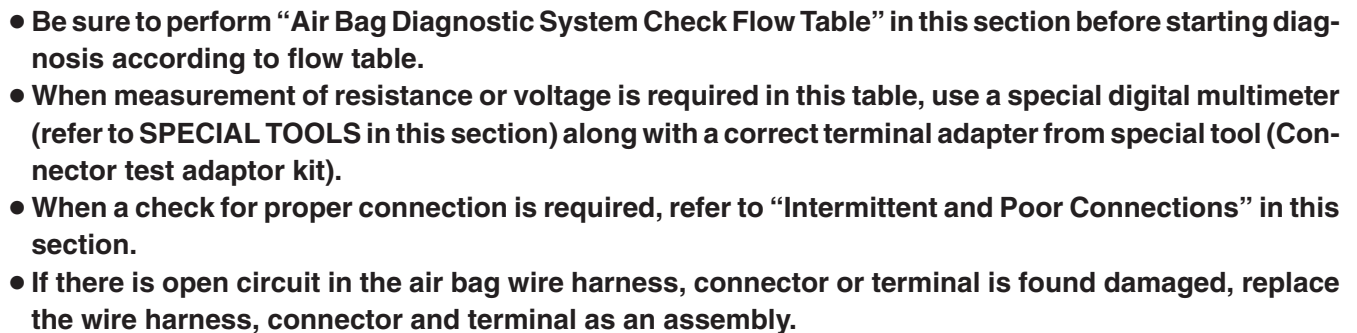 ● Be sure to perform “Air Bag Diagnostic System Check Flow Table” in this section before starting diag-
nosis according to flow table.
● When measurement of resistance or voltage is required in this table, use a special digital multimeter
(refer to SPECIAL TOOLS in this section) along with a correct terminal adapter from special tool (Con-
nector test adaptor kit).
● When a check for proper connection is required, refer to “Intermittent and Poor Connections” in this
section.
● If there is open circuit in the air bag wire harness, connector or terminal is found damaged, replace
the wire harness, connector and terminal as an assembly.